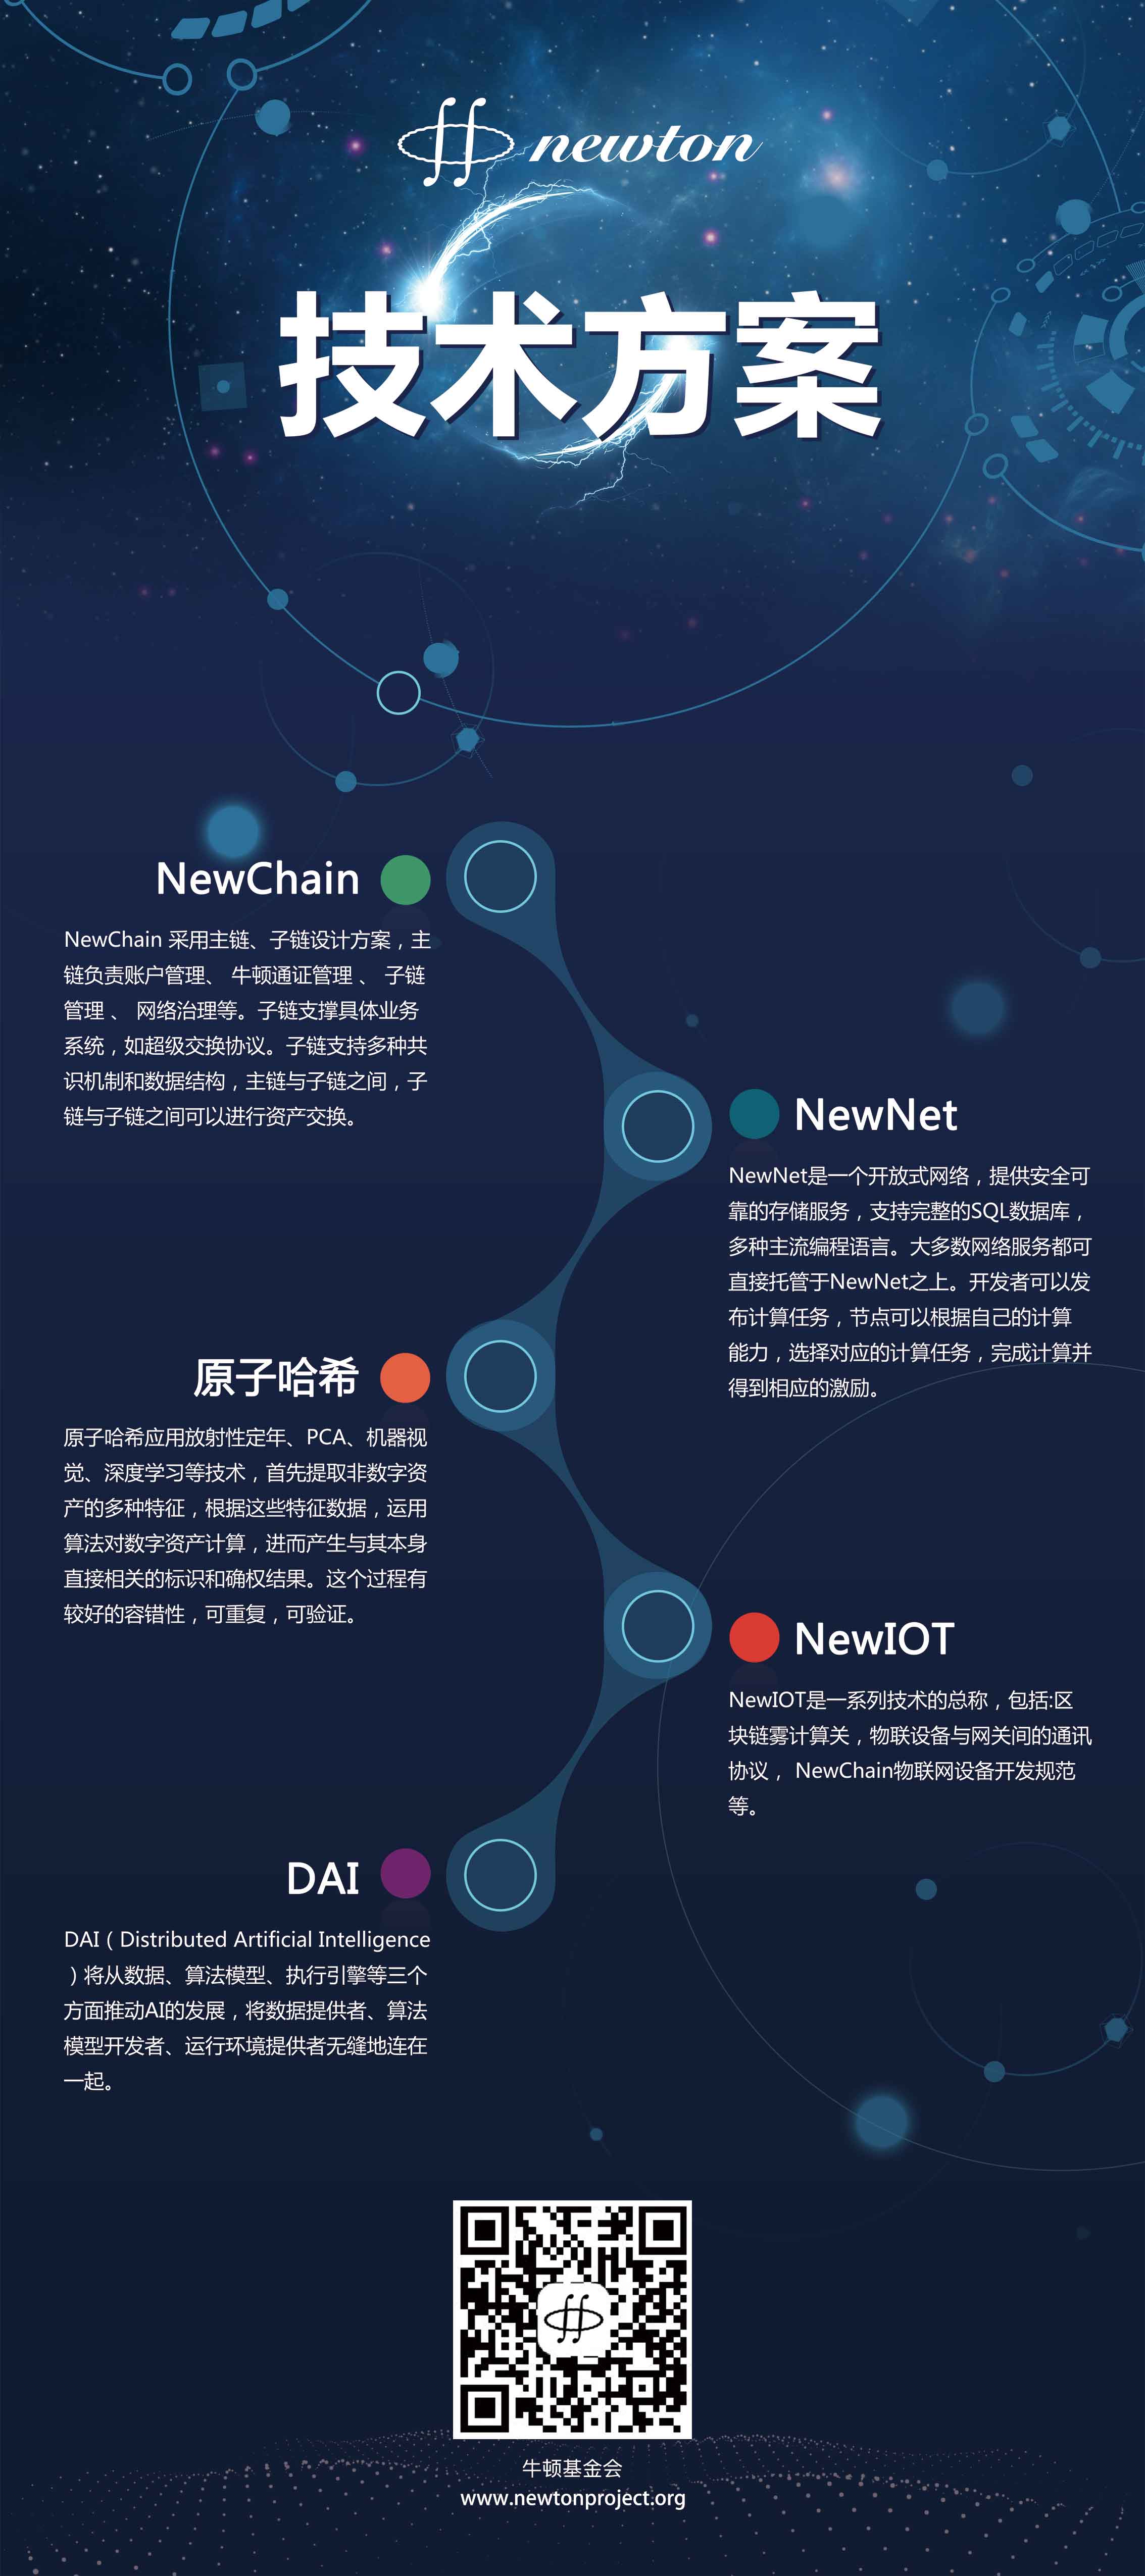 newton
技术方案
NewChain
NewChain 采用主链、子链设计方案，主
链负责账户管理、 牛顿通证管理 、 子链
管理 、 网络治理等。子链支撑具体业务
系统，如超级交换协议。子链支持多种共
识机制和数据结构，主链与子链之间，子
链与子链之间可以进行资产交换。
NewNet
NewNet是一个开放式网络，提供安全可
靠的存储服务，支持完整的SQL数据库，
多种主流编程语言。大多数网络服务都可
直接托管于NewNet之上。开发者可以发
布计算任务，节点可以根据自己的计算
能力，选择对应的计算任务，完成计算并
得到相应的激励。
原子哈希
原子哈希应用放射性定年、PCA、机器视
觉、深度学习等技术，首先提取非数字资
产的多种特征，根据这些特征数据，运用
算法对数字资产计算，进而产生与其本身
直接相关的标识和确权结果。这个过程有
较好的容错性，可重复，可验证。
NewIOT
NewIOT是一系列技术的总称，包括:区
块链雾计算关，物联设备与网关间的通讯
协议， NewChain物联网设备开发规范
等。
DAI
DAI（Distributed Artificial Intelligence
）将从数据、算法模型、执行引擎等三个
方面推动AI的发展，将数据提供者、算法
模型开发者、运行环境提供者无缝地连在
一起。
牛顿基金会
www.newtonproject.org